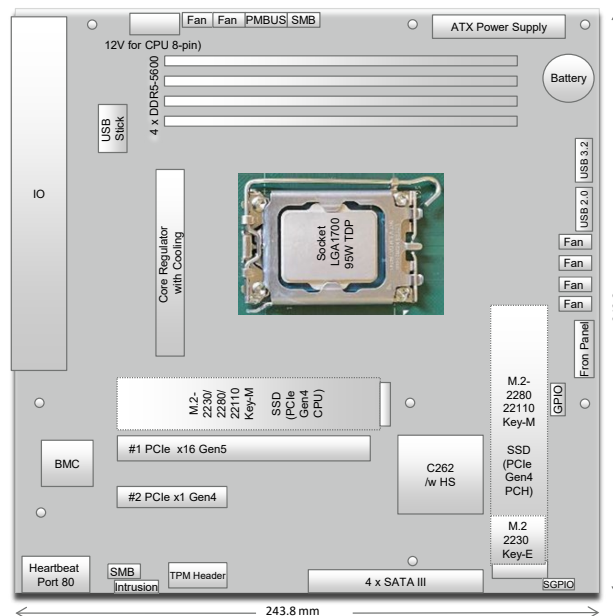 Fan
Fan
PMBUS
SMB
ATX Power Supply
12V for CPU 8-pin)
4 x DDR5-5600
Battery
USB
Stick
IO
USB 3.2
USB 2.0
Fan
Fan
Fan
Fan
Core Regulator
with Cooling
Socket
LGA1700
95W TDP
Fron Panel
GPIO
M.2-
2230/
2280/
22110
Key-M
SSD
(PCIe
Gen4
CPU)
M.2-
2280
22110
Key-M
SSD
(PCIe
Gen4
PCH)
#1 PCIe x16 Gen5
BMC
C262
/w HS
#2 PCIe x1 Gen4
M.2
2230
Key-E
Heartbeat
Port 80
SMB
Intrusion
TPM Header
4 x SATA III
SGPIO
243.8 mm